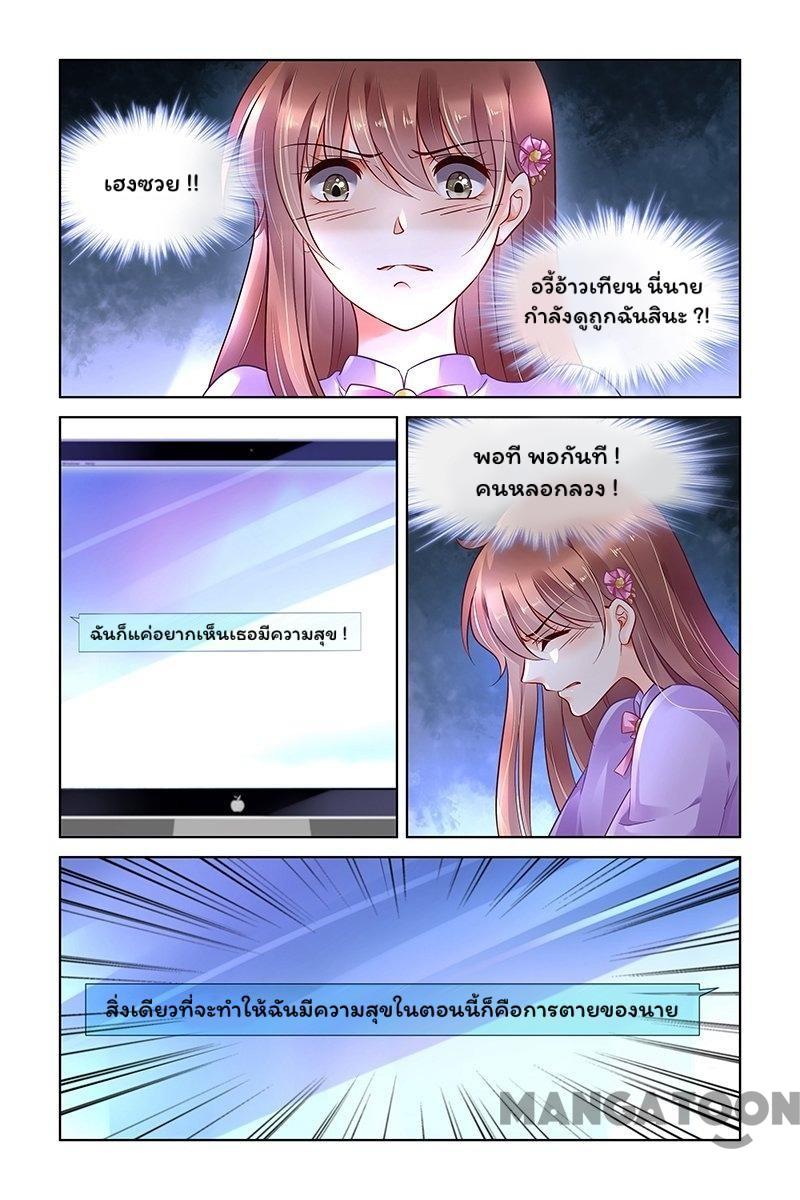 เฮงซวย !!
อวี้อ้าวเทียน นี่นาย
กำลังดูถูกฉันสินะ ?!
พอที พอกันที !
คนหลอกลวง !
ฉันก็แค่อยากเห็นเธอมีความสุข !
สิ่งเดียวที่จะทำให้ฉันมีความสุขในตอนนี้ก็คือการตายของนาย
MANGATOON